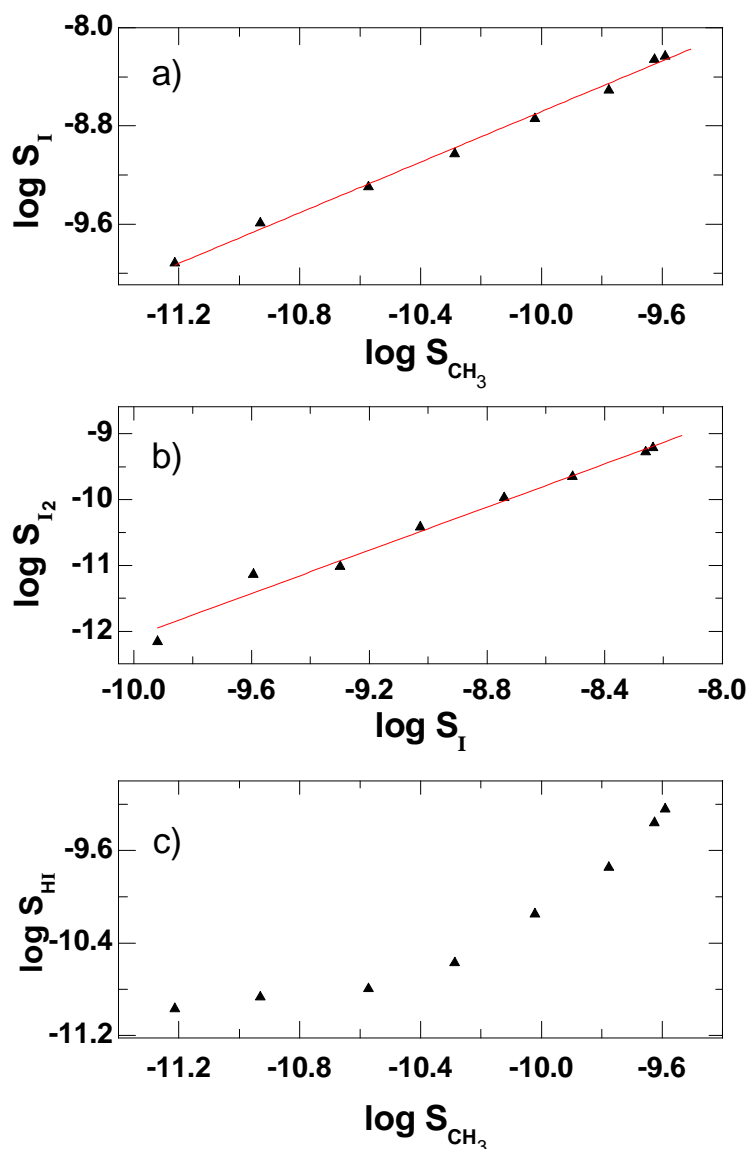 a)
log S_I
-8.0
-8.8
-9.6
-11.2 -10.8 -10.4 -10.0 -9.6
log S_CH₃
b)
log S_I₂
-9
-10
-11
-12
-10.0 -9.6 -9.2 -8.8 -8.4 -8.0
log S_I
c)
log S_HI
-9.6
-10.4
-11.2
-11.2 -10.8 -10.4 -10.0 -9.6
log S_CH₃